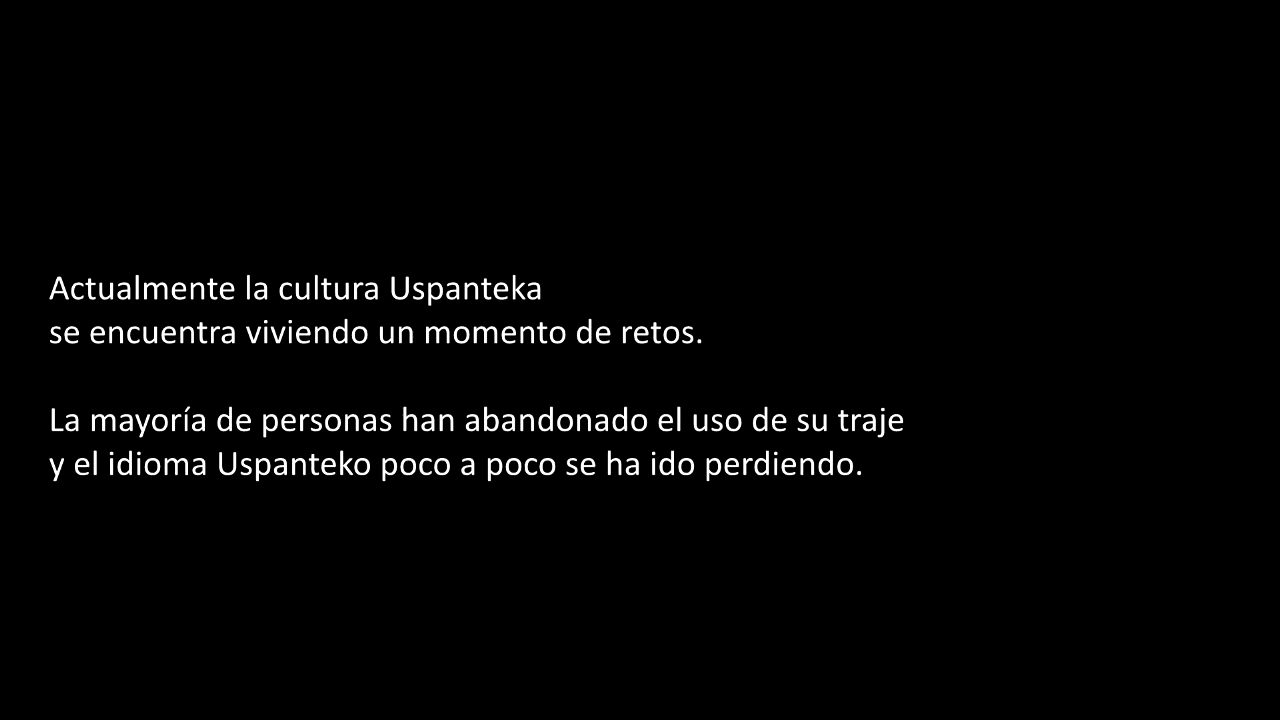 Actualmente la cultura Uspanteka
se encuentra viviendo un momento de retos.
La mayoría de personas han abandonado el uso de su traje
y el idioma Uspanteko poco a poco se ha ido perdiendo.